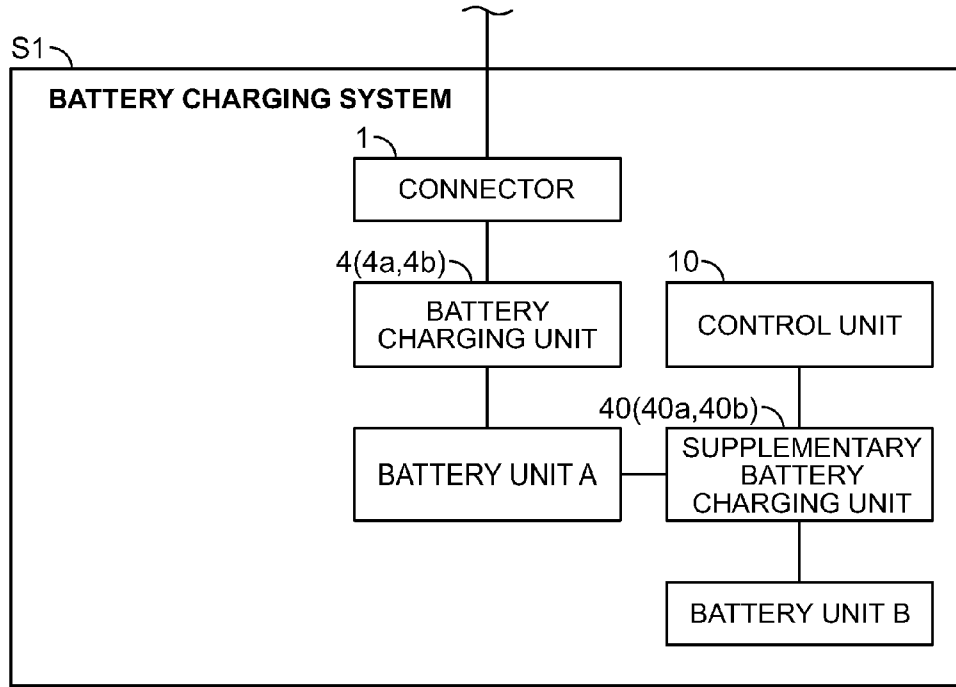 S1
BATTERY CHARGING SYSTEM
1
CONNECTOR
4(4a,4b)
BATTERY
CHARGING UNIT
10
CONTROL UNIT
BATTERY UNIT A
40(40a,40b)
SUPPLEMENTARY
BATTERY
CHARGING UNIT
BATTERY UNIT B